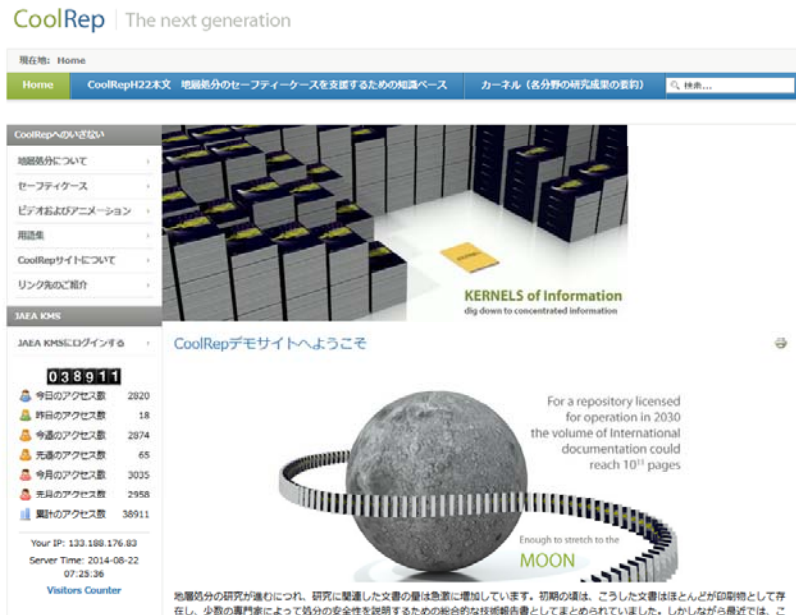 CoolRep The next generation
現在地: Home
Home CoolRepH22本文 地層処分のセーフティーケースを支援するための知識ベース カーネル（各分野の研究成果の要約） 検索...
CoolRepへのいざない
地層処分について
セーフティケース
ビデオおよびアニメーション
用語集
CoolRepサイトについて
リンク先のご紹介
JAEA KMS
JAEA KMSにログインする
038911
今日のアクセス数 2820
昨日のアクセス数 18
今週のアクセス数 2874
先週のアクセス数 65
今月のアクセス数 3035
先月のアクセス数 2958
累計のアクセス数 38911
Your IP: 133.188.176.83
Server Time: 2014-08-22
07:25:36
Visitors Counter
KERNELS of Information
dig down to concentrated information
CoolRepデモサイトへようこそ
For a repository licensed
for operation in 2030
the volume of International
documentation could
reach 10¹¹ pages
Enough to stretch to the
MOON
地層処分の研究が進むにつれ、研究に関連した文書の量は急激に増加しています。初期の頃は、こうした文書はほとんどが印刷物として存
在し、少数の専門家によって処分の安全性を説明するための総合的な技術報告書としてまとめられていました。しかしながら最近では、こ